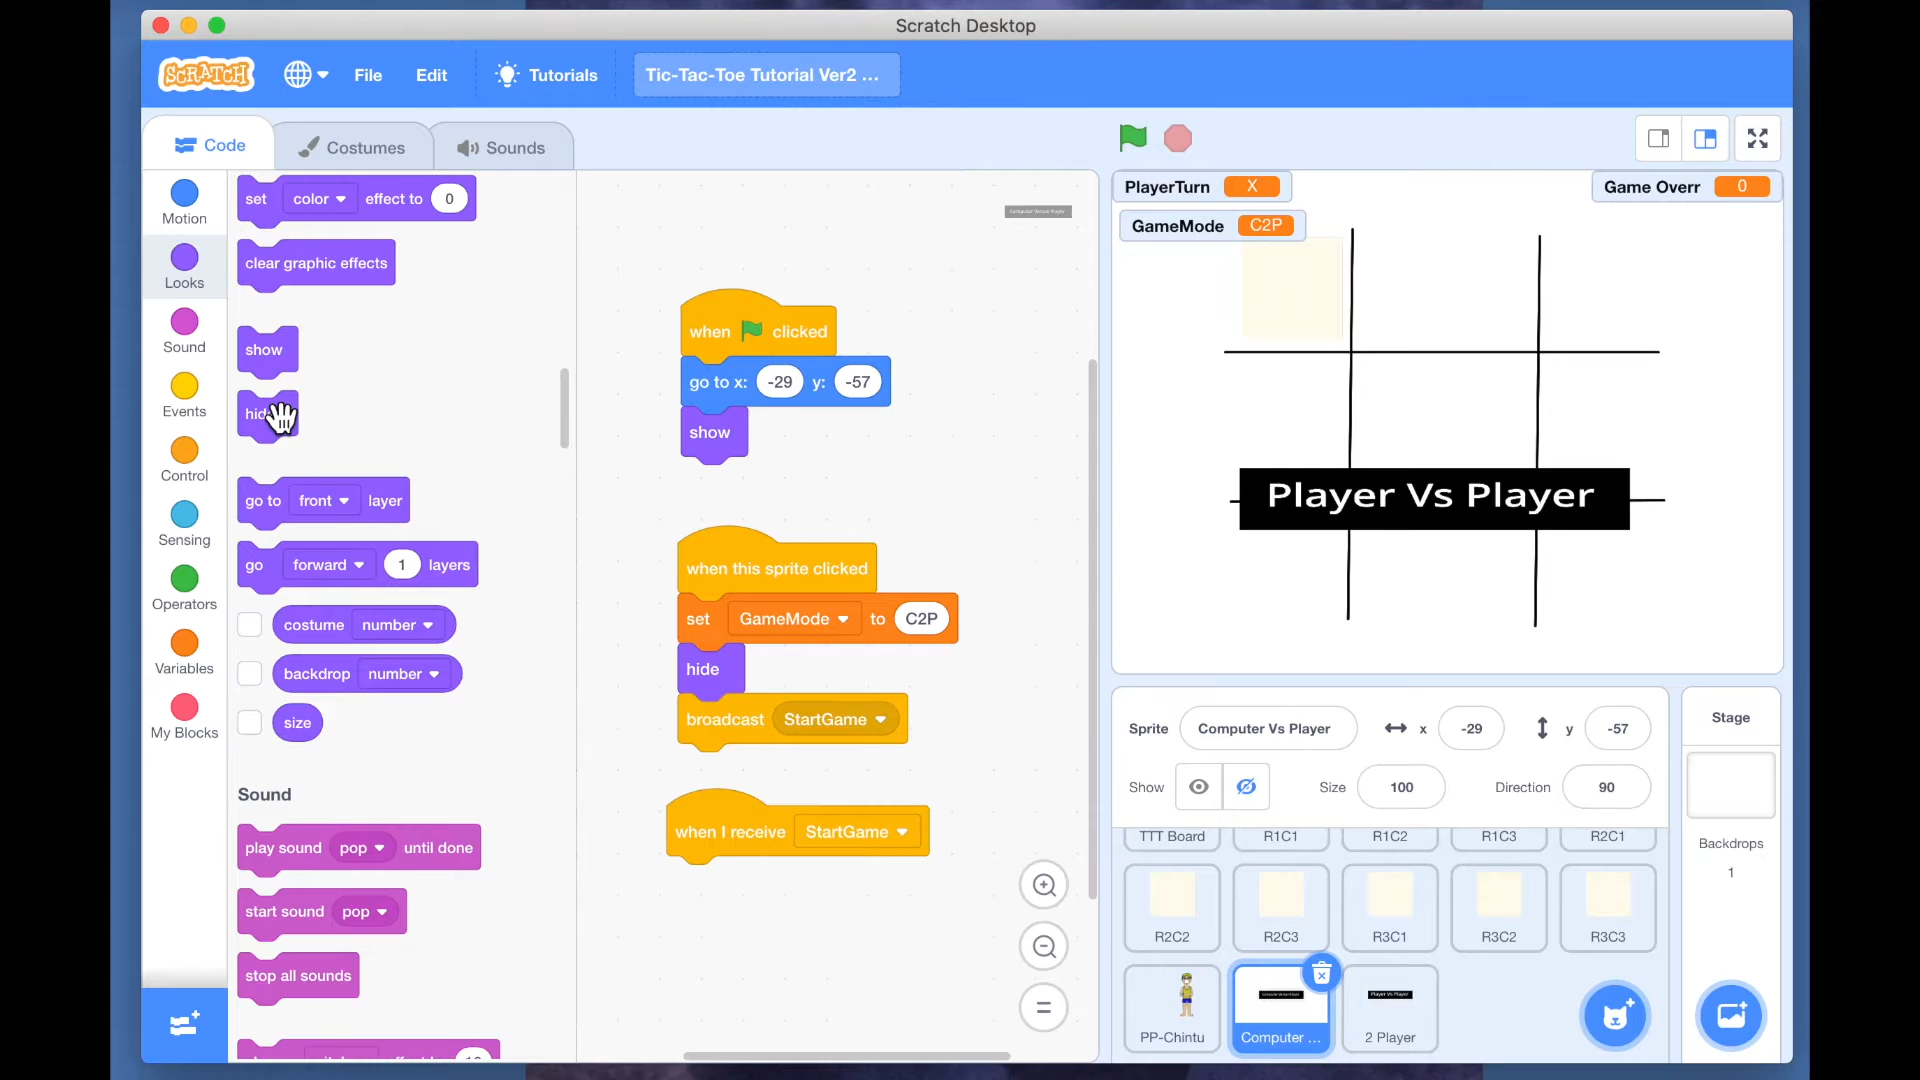 Scratch Desktop
SCRATCH
File
Edit
Tutorials
Tic-Tac-Toe Tutorial Ver2 ...
Code
Costumes
Sounds
Motion
Looks
Sound
Events
Control
Sensing
Operators
Variables
My Blocks
set color effect to 0
clear graphic effects
show
go to front layer
go forward 1 layers
costume number
backdrop number
size
Sound
play sound pop until done
start sound pop
stop all sounds
Computer Versus Player
when clicked
go to x: -29 y: -57
show
when this sprite clicked
set GameMode to C2P
hide
broadcast StartGame
when I receive StartGame
PlayerTurn X
Game Overr 0
GameMode C2P
Player Vs Player
Sprite Computer Vs Player x -29 y -57
Show Size 100 Direction 90
TTT Board R1C1 R1C2 R1C3 R2C1
R2C2 R2C3 R3C1 R3C2 R3C3
Player Vs Player
PP-Chintu Computer ... 2 Player
Stage
Backdrops
1